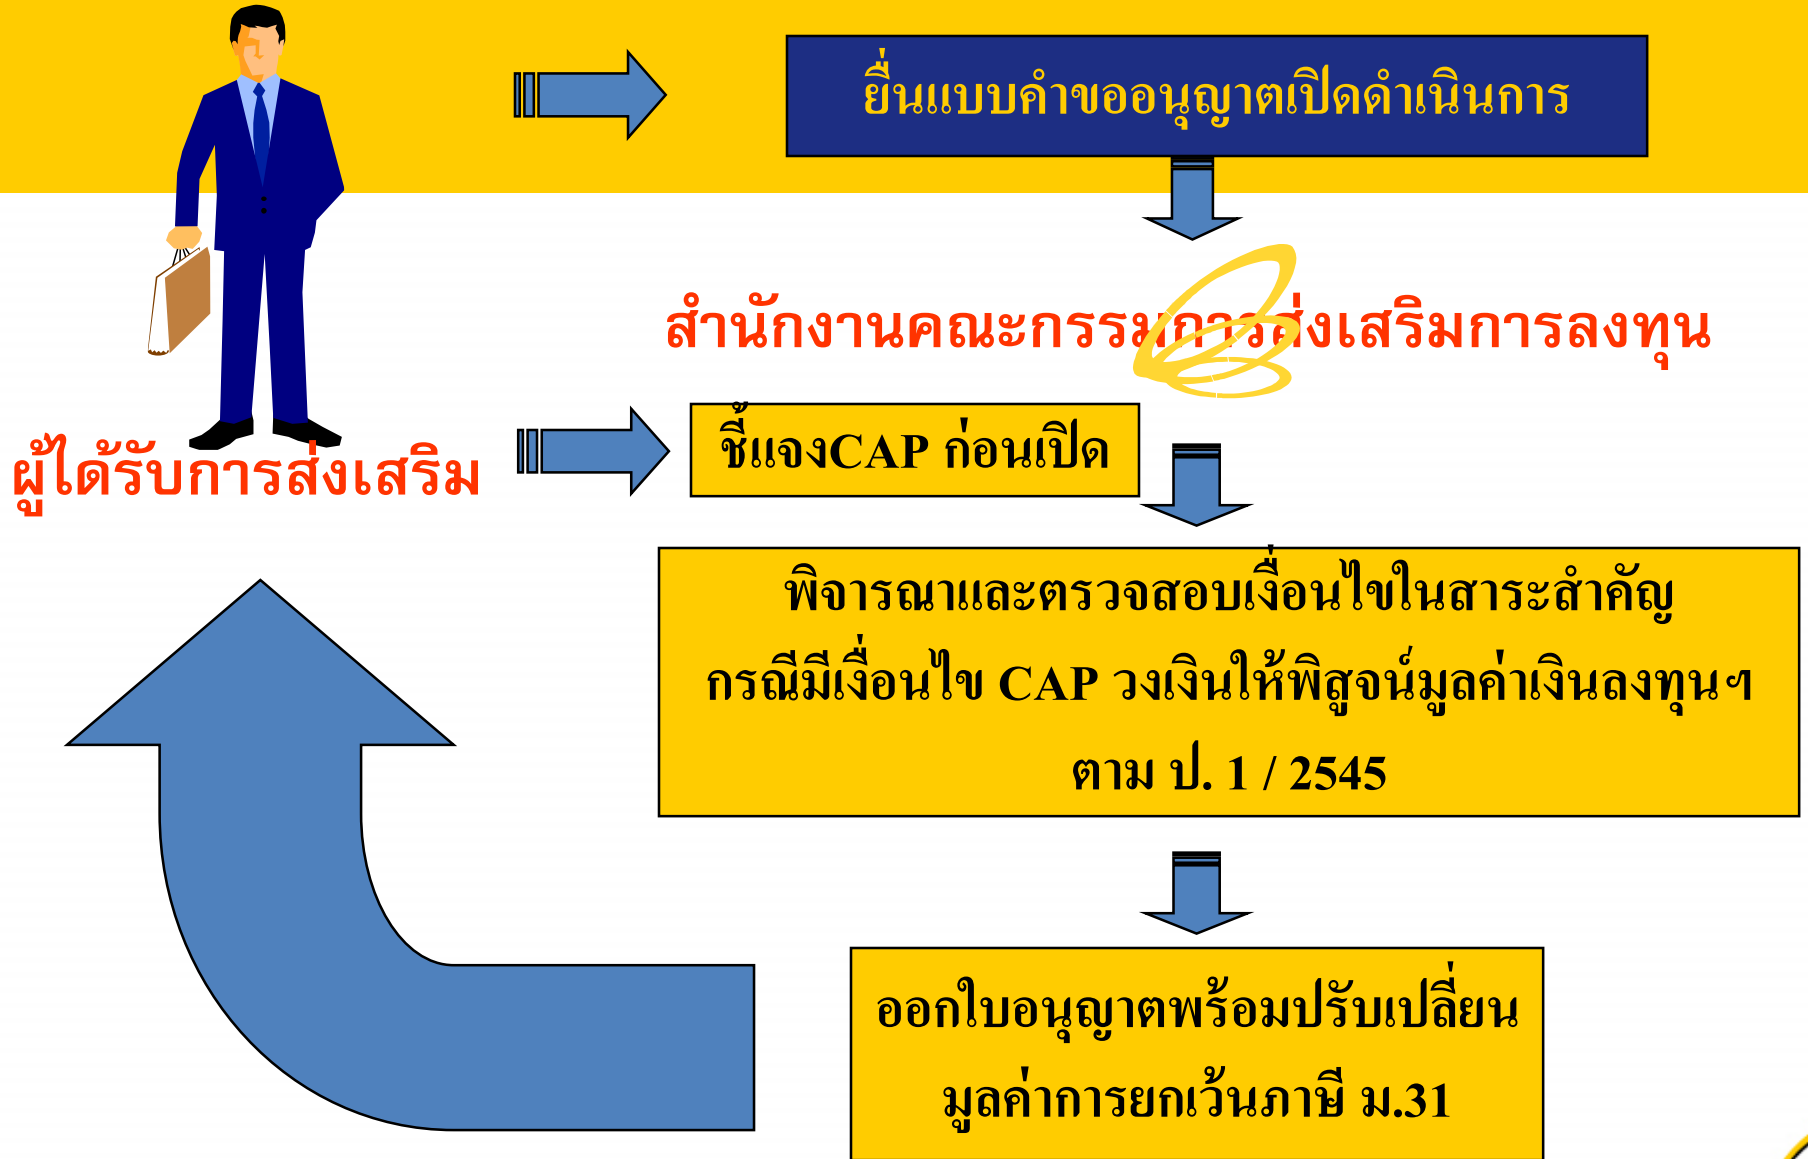 ยื่นแบบคำขออนุญาตเปิดดำเนินการ
สำนักงานคณะกรรมการส่งเสริมการลงทุน
ผู้ได้รับการส่งเสริม
ชี้แจงCAP ก่อนเปิด
พิจารณาและตรวจสอบเงื่อนไขในสาระสำคัญ
กรณีมีเงื่อนไข CAP วงเงินให้พิสูจน์มูลค่าเงินลงทุนฯ
ตาม ป. 1 / 2545
ออกใบอนุญาตพร้อมปรับเปลี่ยน
มูลค่าการยกเว้นภาษี ม.31